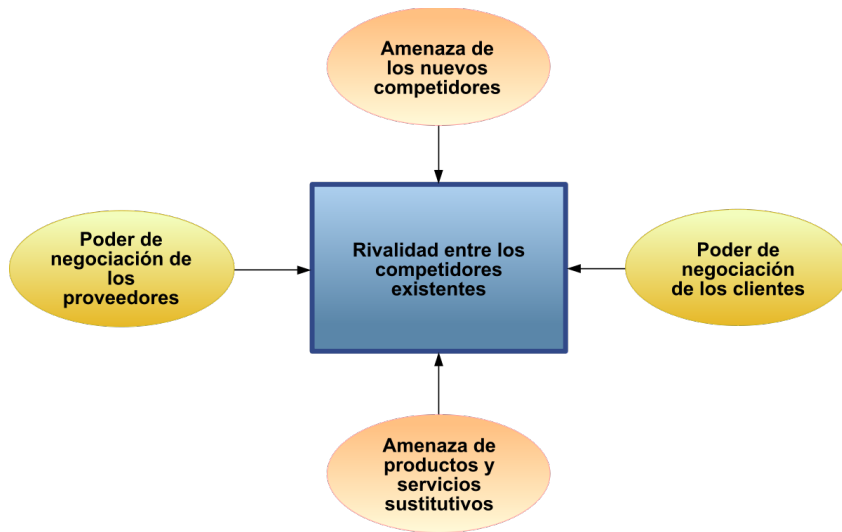 Amenaza de
los nuevos
competidores
Poder de
negociación de
los
proveedores
Rivalidad entre los
competidores
existentes
Poder de
negociación
de los clientes
Amenaza de
productos y
servicios
sustitutivos